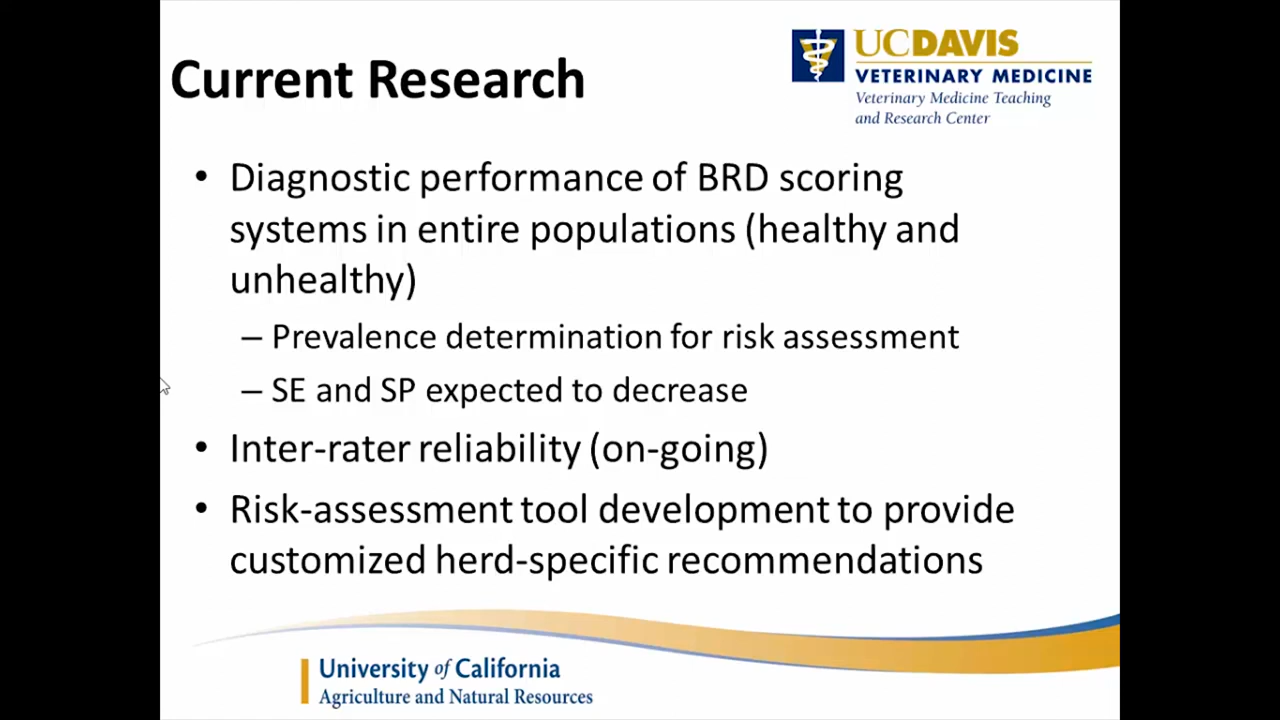 Current Research
UCDAVIS
VETERINARY MEDICINE
Veterinary Medicine Teaching
and Research Center
• Diagnostic performance of BRD scoring
systems in entire populations (healthy and
unhealthy)
– Prevalence determination for risk assessment
– SE and SP expected to decrease
• Inter-rater reliability (on-going)
• Risk-assessment tool development to provide
customized herd-specific recommendations
University of California
Agriculture and Natural Resources